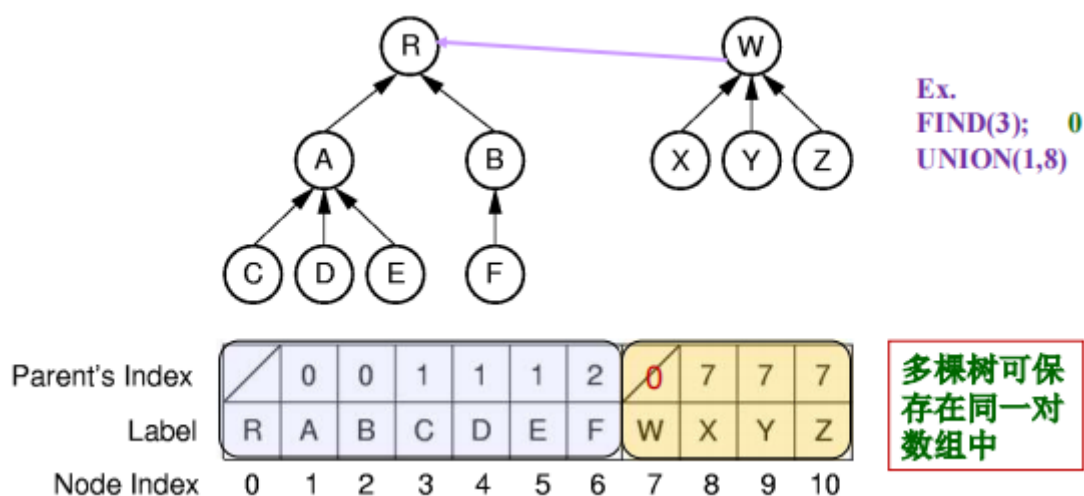 R
W
Ex.
FIND(3); 0
UNION(1,8)
A
B
X
Y
Z
C
D
E
F
Parent's Index 0 0 1 1 1 2 0 7 7 7
Label R A B C D E F W X Y Z
Node Index 0 1 2 3 4 5 6 7 8 9 10
多棵树可保
存在同一对
数组中